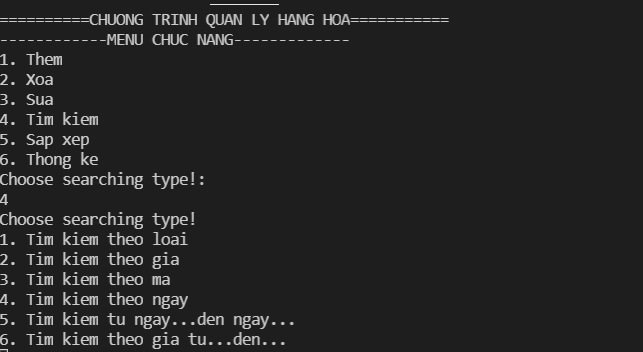 ==========CHUONG TRINH QUAN LY HANG HOA===========
------------MENU CHUC NANG-------------
1. Them
2. Xoa
3. Sua
4. Tim kiem
5. Sap xep
6. Thong ke
Choose searching type!:
4
Choose searching type!
1. Tim kiem theo loai
2. Tim kiem theo gia
3. Tim kiem theo ma
4. Tim kiem theo ngay
5. Tim kiem tu ngay...den ngay...
6. Tim kiem theo gia tu...den...